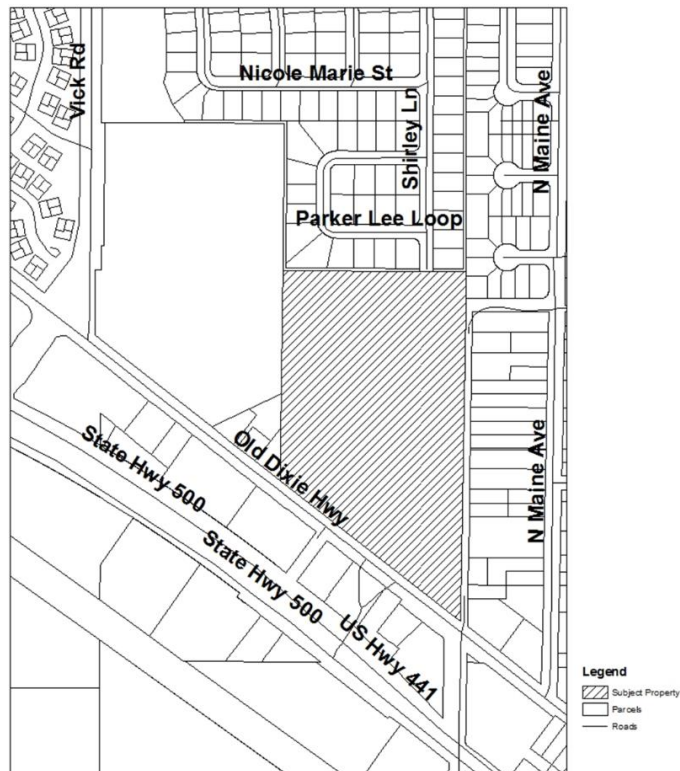 Vick Rd
Nicole Marie St
Shirley Ln
N Maine Ave
Parker Lee Loop
Old Dixie Hwy
State Hwy 500
State Hwy 500
US Hwy 441
N Maine Ave
Legend
Subject Property
Parcels
Roads